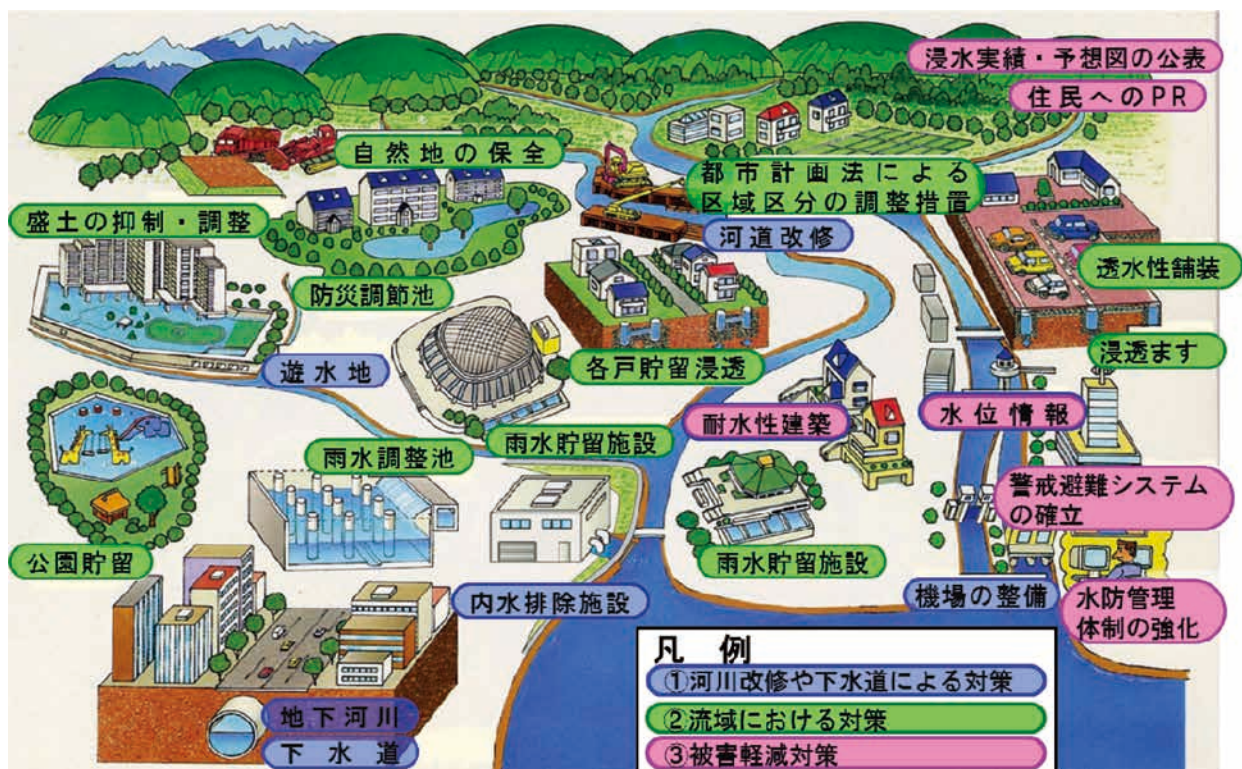 浸水実績・予想図の公表
住民へのPR
自然地の保全
都市計画法による
区域区分の調整措置
盛土の抑制・調整
河道改修
透水性舗装
防災調節池
遊水地
各戸貯留浸透
浸透ます
耐水性建築
水位情報
雨水貯留施設
雨水調整池
警戒避難システム
の確立
公園貯留
雨水貯留施設
内水排除施設
機場の整備
水防管理
体制の強化
地下河川
下水道
凡例
①河川改修や下水道による対策
②流域における対策
③被害軽減対策